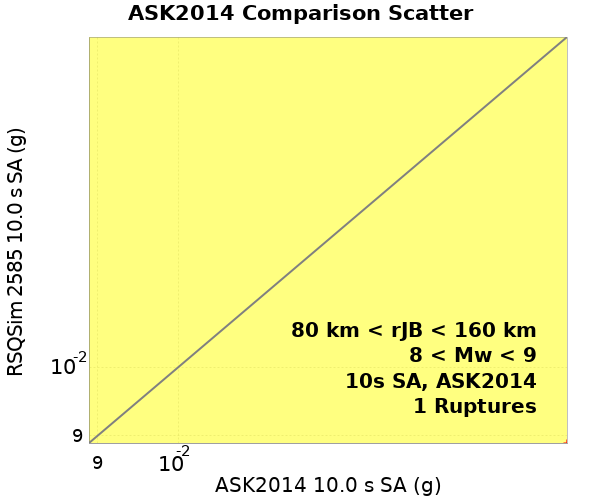 ASK2014 Comparison Scatter
RSQSim 2585 10.0 s SA (g)
80 km < rJB < 160 km
8 < Mw < 9
10s SA, ASK2014
1 Ruptures
10-2
9
9
10-2
ASK2014 10.0 s SA (g)